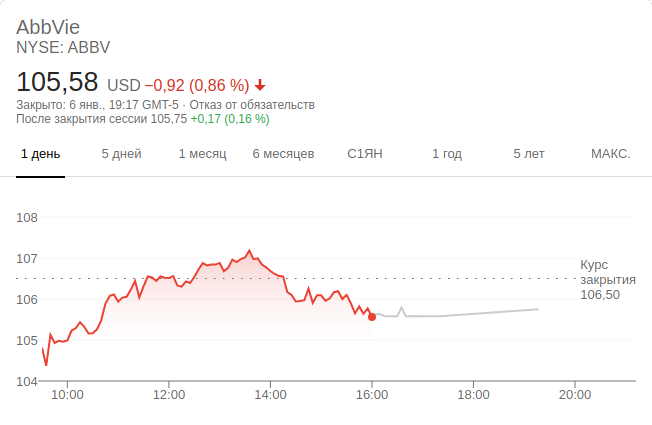 AbbVie
NYSE: ABBV
105,58 USD −0,92 (0,86 %)
Закрыто: 6 янв., 19:17 GMT-5 · Отказ от обязательств
После закрытия сессии 105,75 +0,17 (0,16 %)
1 день 5 дней 1 месяц 6 месяцев С1ЯН 1 год 5 лет МАКС.
108
107
106
105
104
Курс
закрытия
106,50
10:00 12:00 14:00 16:00 18:00 20:00